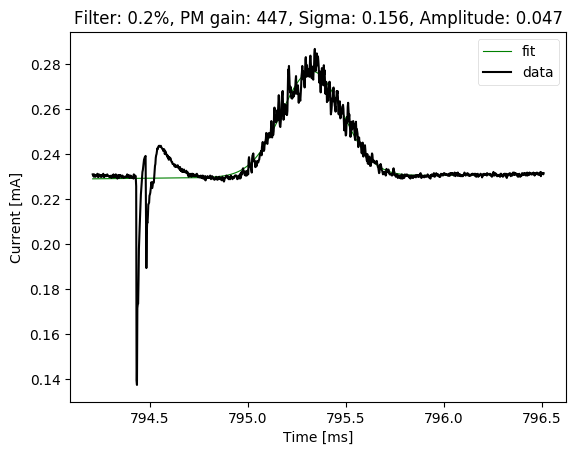 Filter: 0.2%, PM gain: 447, Sigma: 0.156, Amplitude: 0.047
fit
data
0.28
0.26
0.24
0.22
0.20
0.18
0.16
0.14
Current [mA]
794.5 795.0 795.5 796.0 796.5
Time [ms]